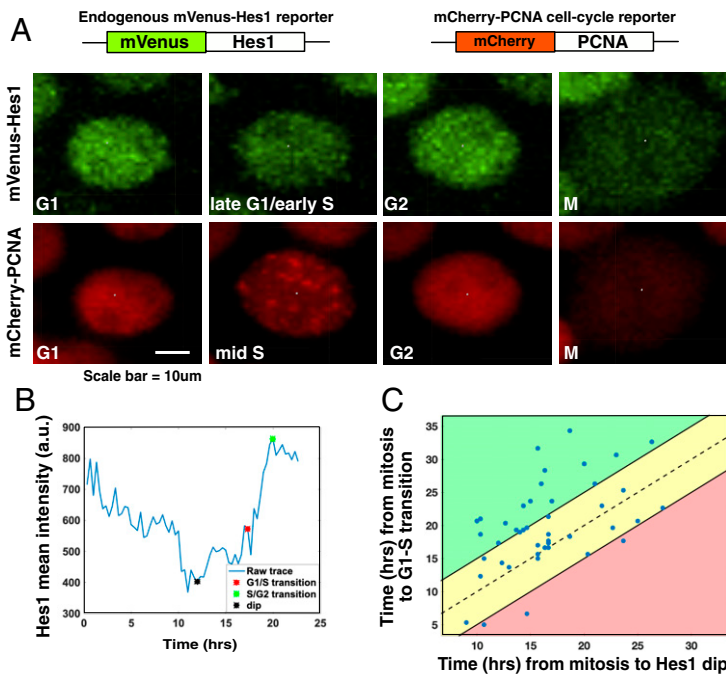 A
Endogenous mVenus-Hes1 reporter
mCherry-PCNA cell-cycle reporter
mVenus
Hes1
mCherry
PCNA
mVenus-Hes1
G1
late G1/early S
G2
M
mCherry-PCNA
G1
mid S
G2
M
Scale bar = 10um
B
Hes1 mean intensity (a.u.)
900
800
700
600
500
400
300
0
5
10
15
20
25
Time (hrs)
Raw trace
G1/S transition
S/G2 transition
dip
C
Time (hrs) from mitosis
to G1-S transition
35
30
25
20
15
10
5
10
15
20
25
30
Time (hrs) from mitosis to Hes1 dip